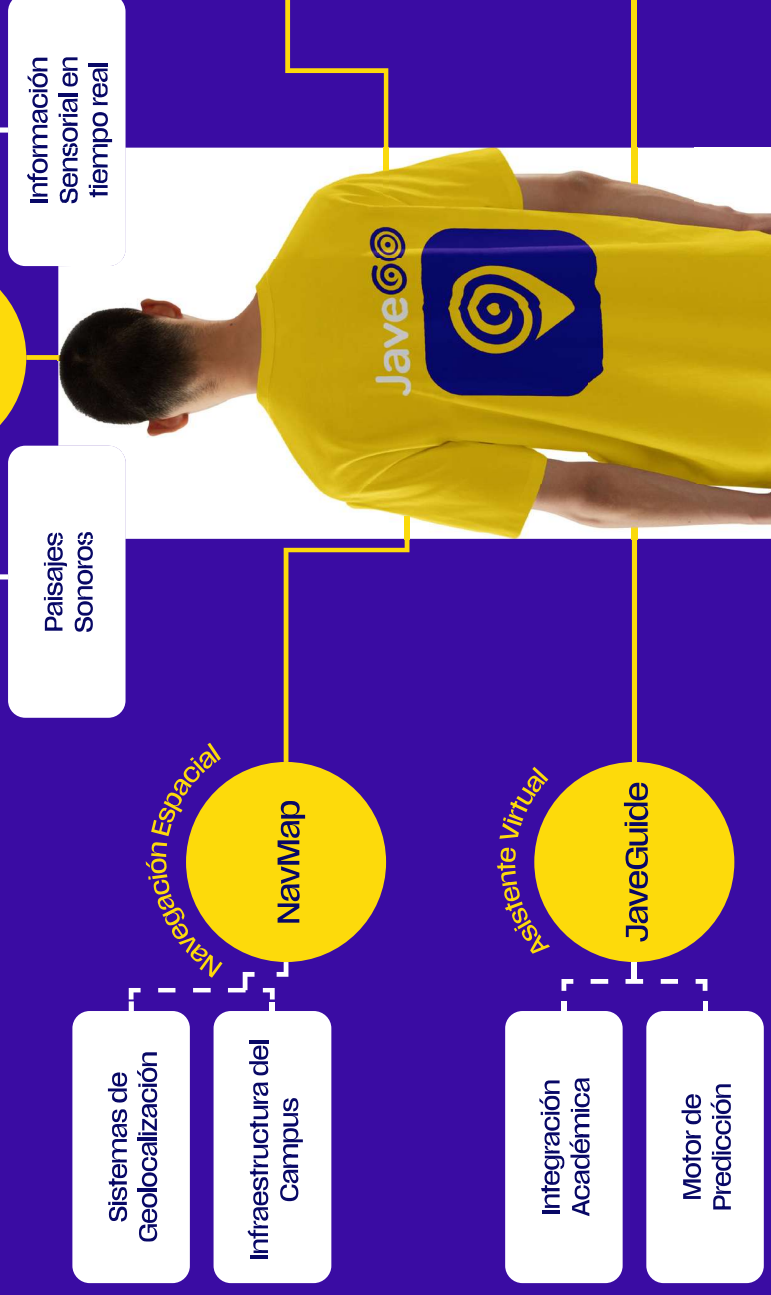 Paisajes
Sonoros
Información
Sensorial en
tiempo real
Navegación Espacial
NavMap
Sistemas de
Geolocalización
Infraestructura del
Campus
JaveGO
Asistente Virtual
JaveGuide
Integración
Académica
Motor de
Predicción